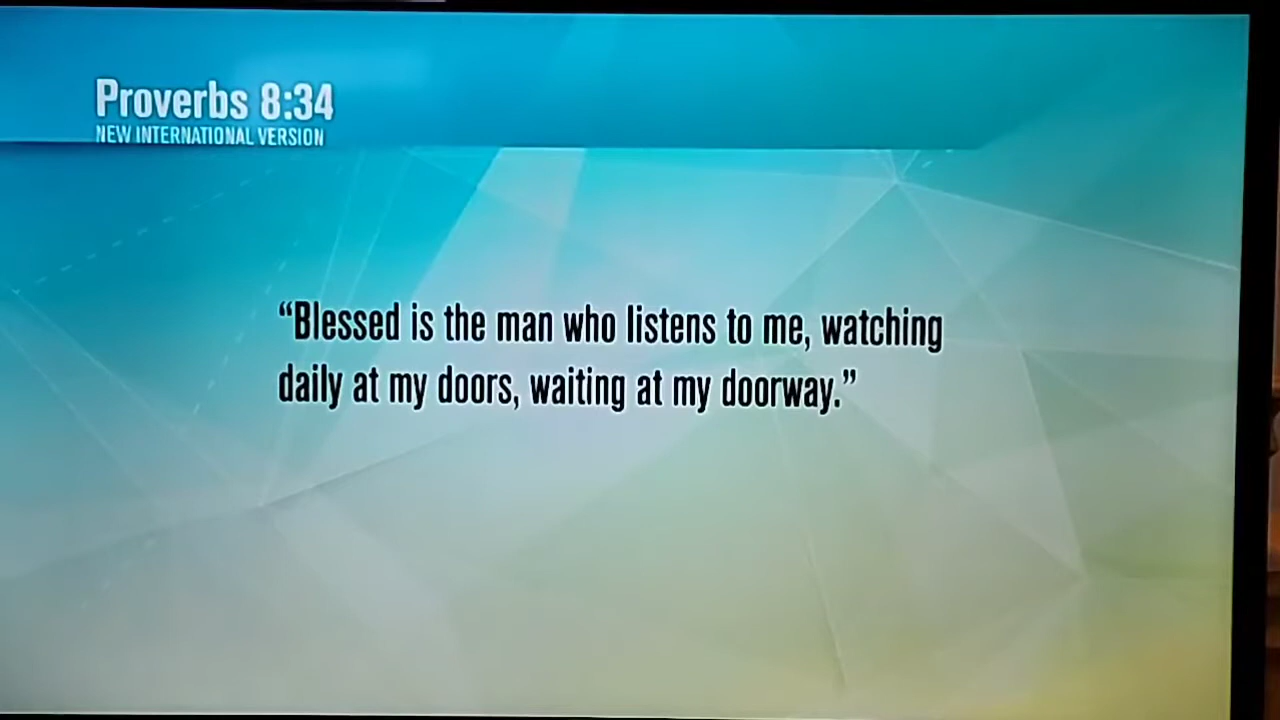 Proverbs 8:34
NEW INTERNATIONAL VERSION
“Blessed is the man who listens to me, watching
daily at my doors, waiting at my doorway.”